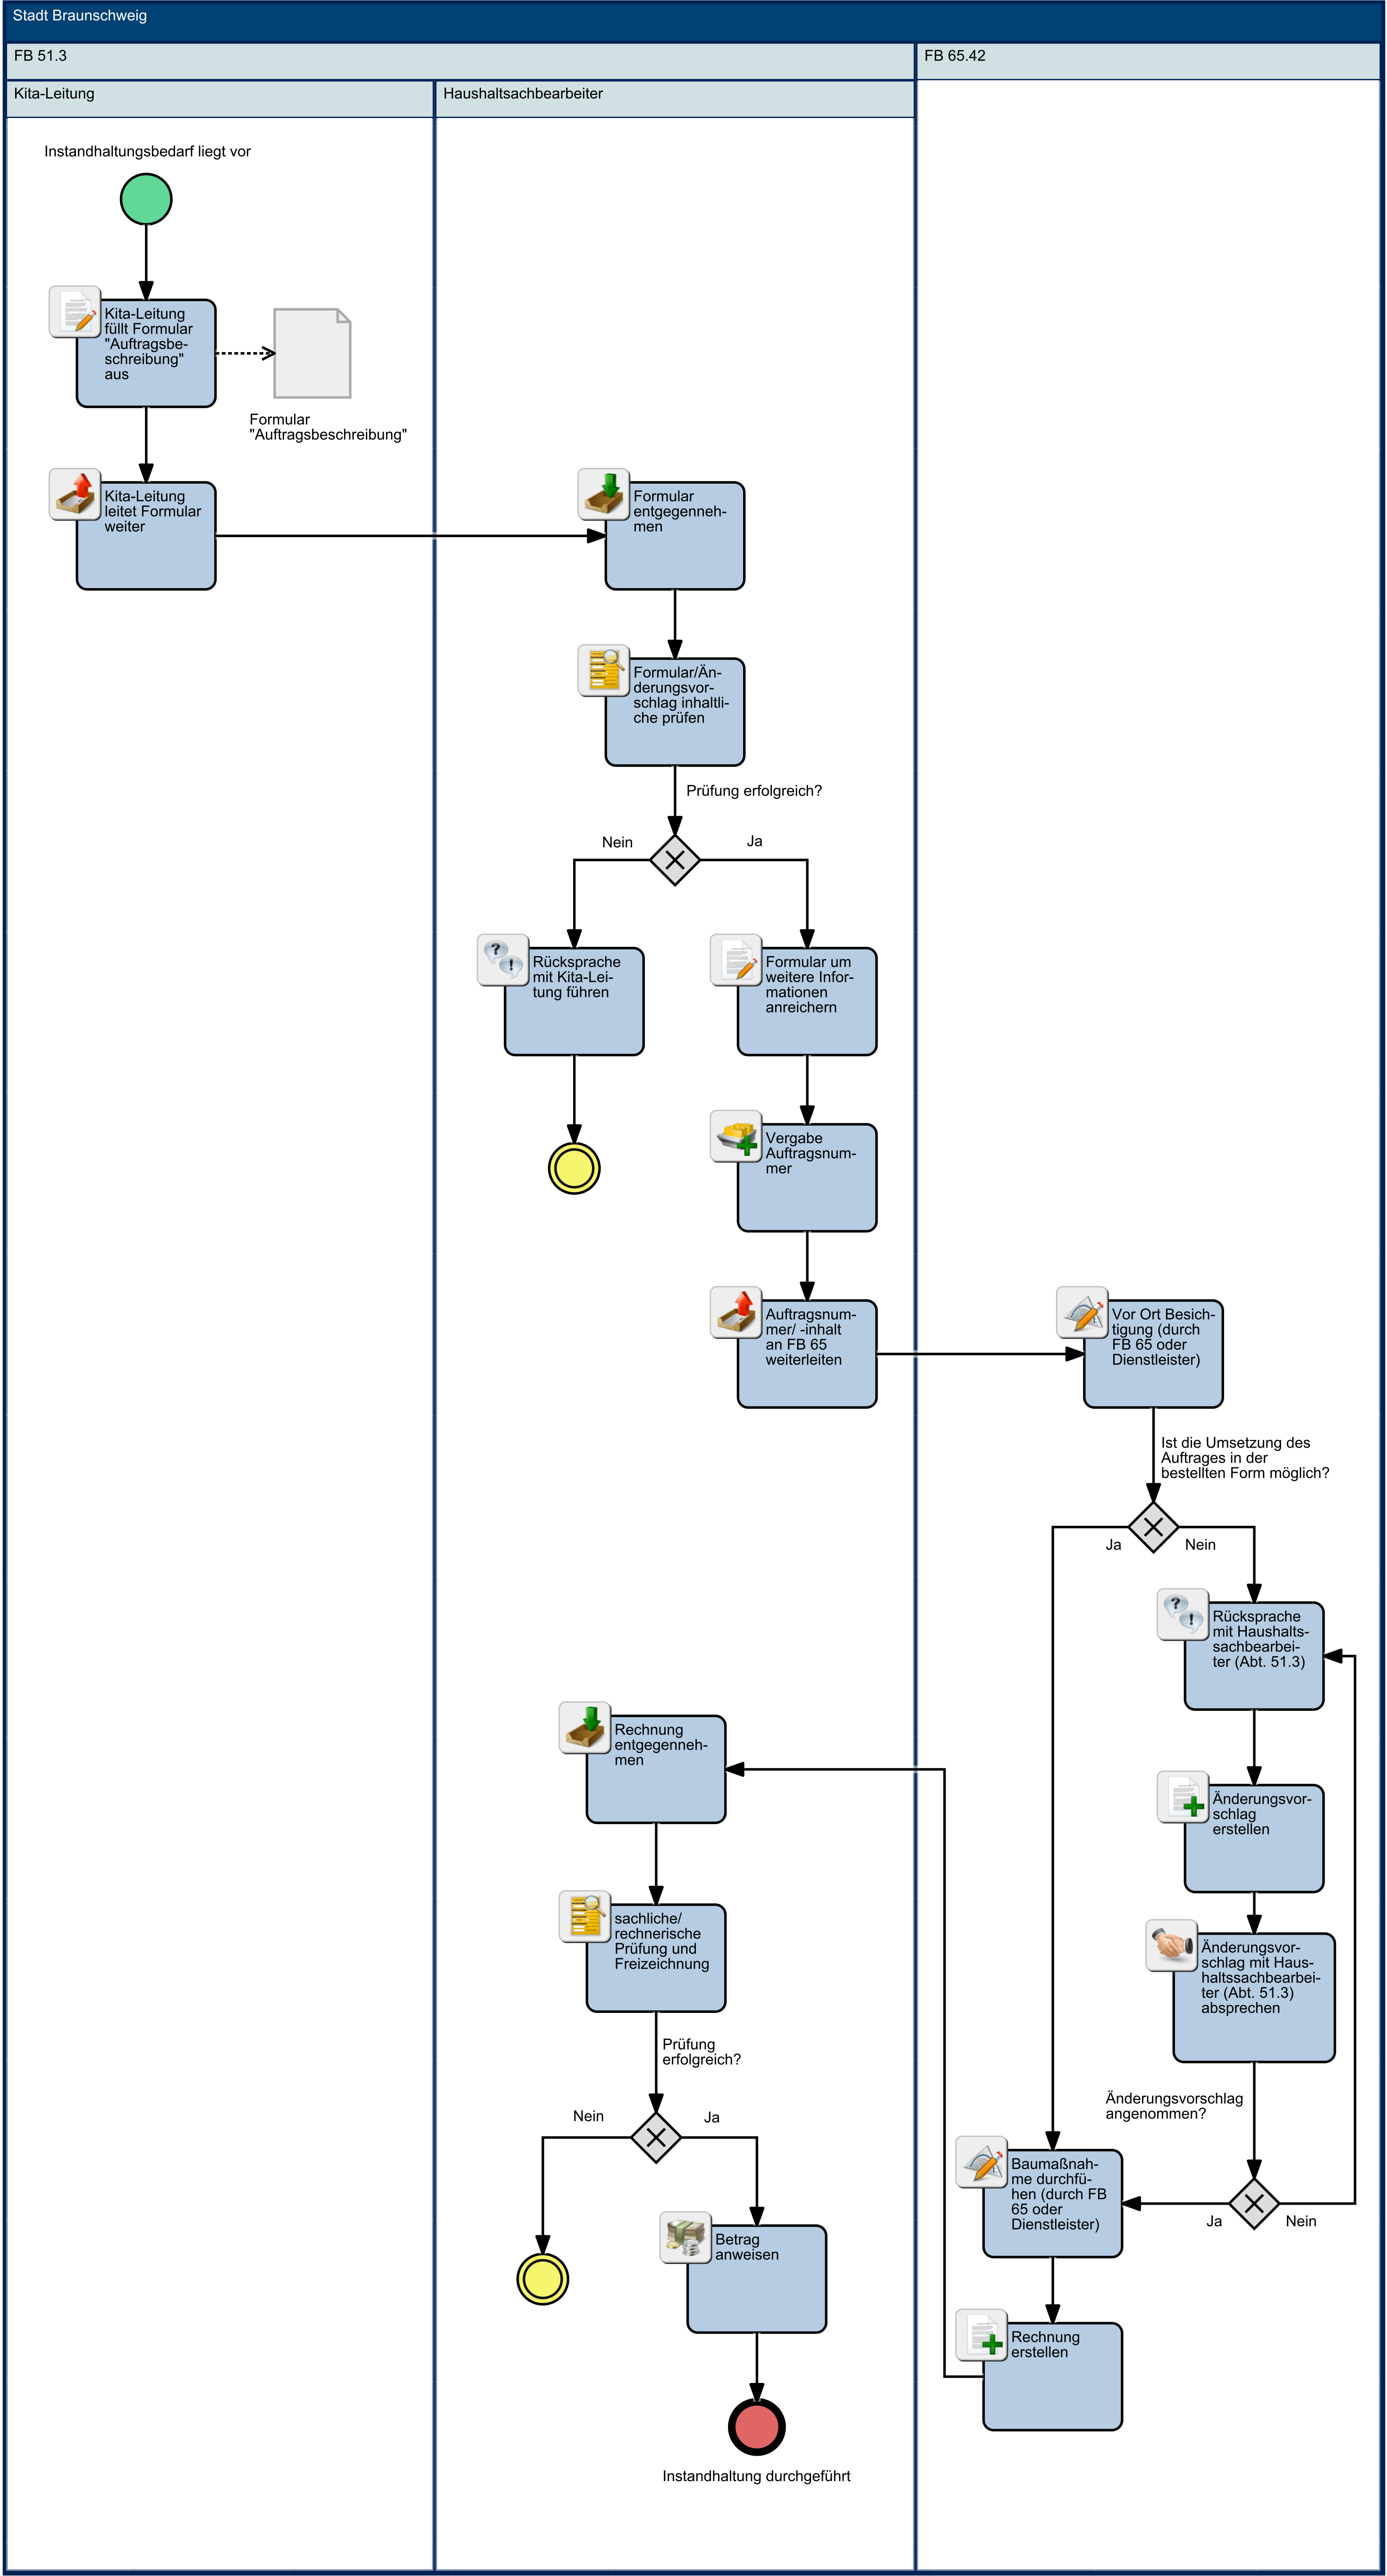 Stadt Braunschweig
FB 51.3
FB 65.42
Kita-Leitung
Haushaltsachbearbeiter
Instandhaltungsbedarf liegt vor
Kita-Leitung
füllt Formular
"Auftragsbe-
schreibung"
aus
Formular
"Auftragsbeschreibung"
Kita-Leitung
leitet Formular
weiter
Formular
entgegenneh-
men
Formular/Än-
derungsvor-
schlag inhaltli-
che prüfen
Prüfung erfolgreich?
Nein
Ja
Rücksprache
mit Kita-Lei-
tung führen
Formular um
weitere Infor-
mationen
anreichern
Vergabe
Auftragsnum-
mer
Auftragsnum-
mer/ -inhalt
an FB 65
weiterleiten
Vor Ort Besich-
tigung (durch
FB 65 oder
Dienstleister)
Ist die Umsetzung des
Auftrages in der
bestellten Form möglich?
Ja
Nein
Rücksprache
mit Haushalts-
sachbearbei-
ter (Abt. 51.3)
Änderungsvor-
schlag
erstellen
Änderungsvor-
schlag mit Haus-
haltssachbearbei-
ter (Abt. 51.3)
absprechen
Änderungsvorschlag
angenommen?
Ja
Nein
Baumaßnah-
me durchfü-
hen (durch FB
65 oder
Dienstleister)
Rechnung
erstellen
Rechnung
entgegenneh-
men
sachliche/
rechnerische
Prüfung und
Freizeichnung
Prüfung
erfolgreich?
Nein
Ja
Betrag
anweisen
Instandhaltung durchgeführt